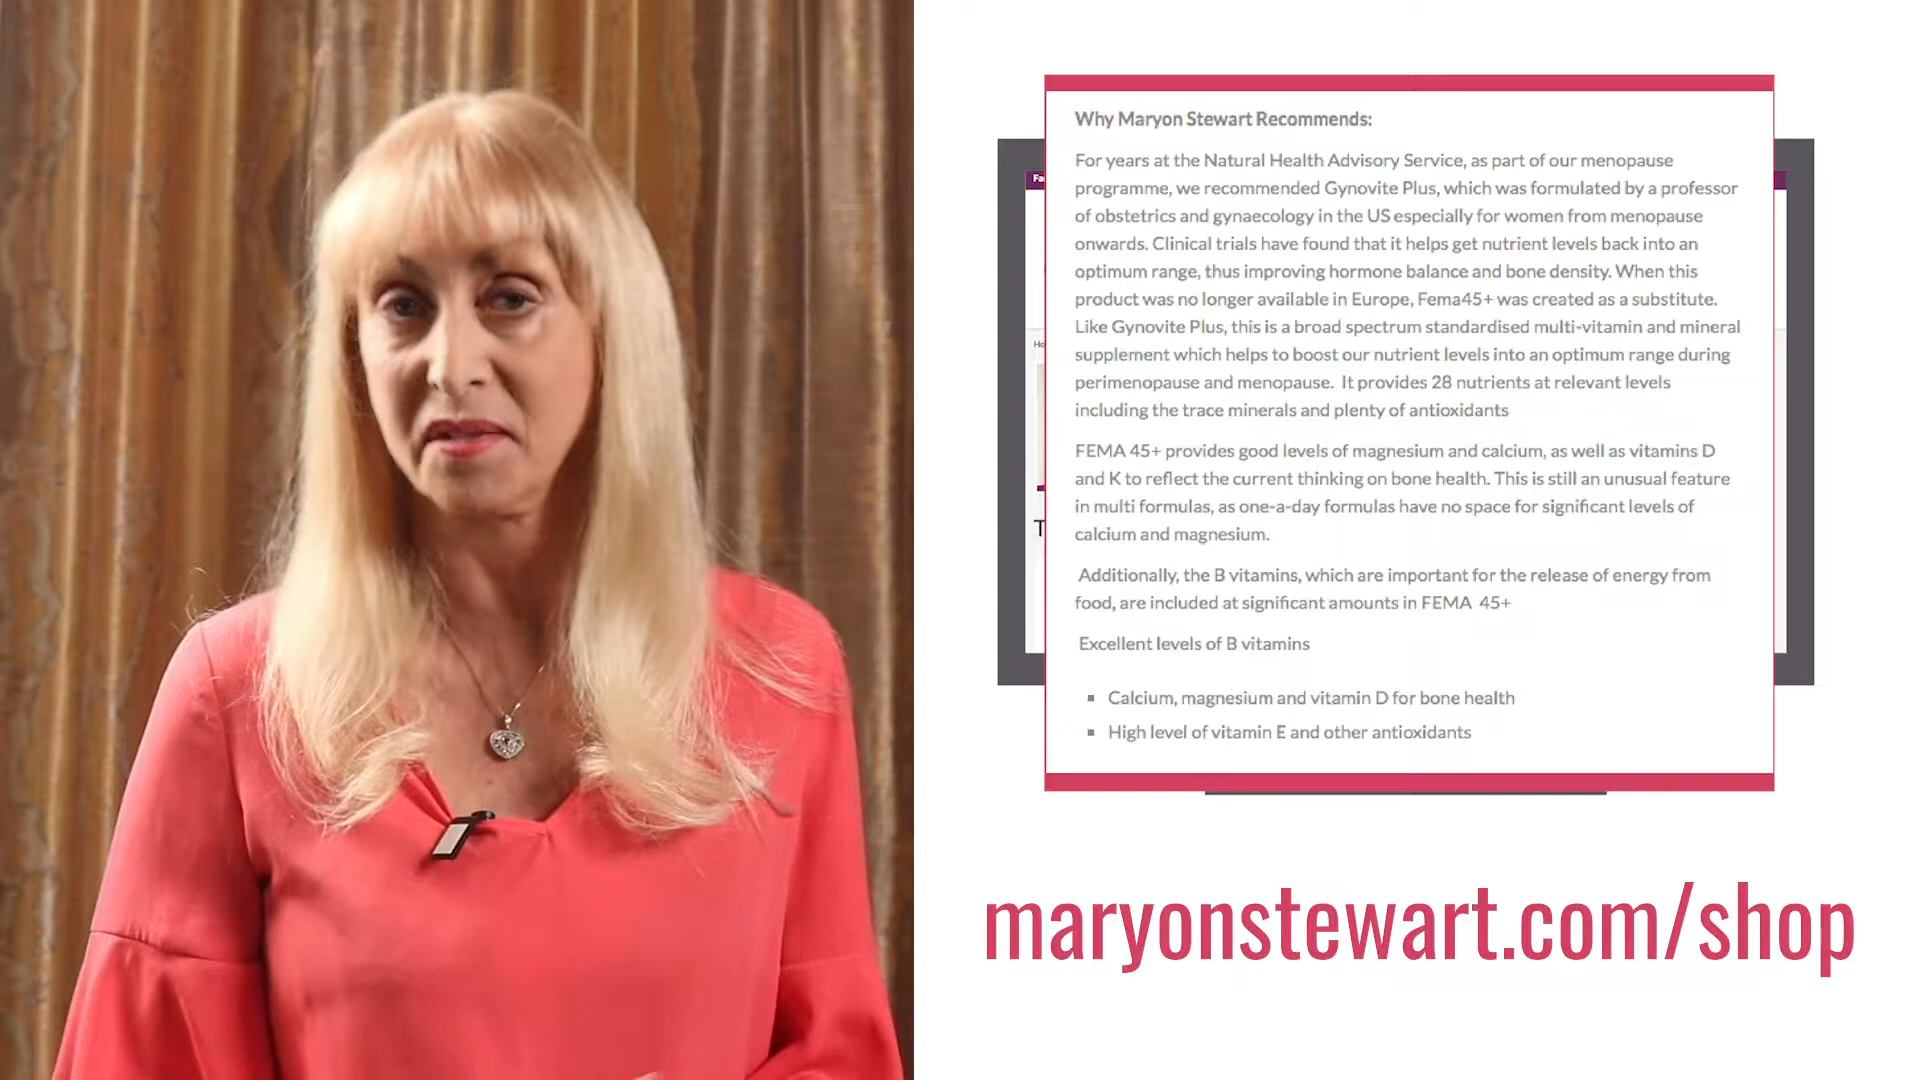 Why Maryon Stewart Recommends:
For years at the Natural Health Advisory Service, as part of our menopause
programme, we recommended Gynovite Plus, which was formulated by a professor
of obstetrics and gynaecology in the US especially for women from menopause
onwards. Clinical trials have found that it helps get nutrient levels back into an
optimum range, thus improving hormone balance and bone density. When this
product was no longer available in Europe, Fema45+ was created as a substitute.
Like Gynovite Plus, this is a broad spectrum standardised multi-vitamin and mineral
supplement which helps to boost our nutrient levels into an optimum range during
perimenopause and menopause. It provides 28 nutrients at relevant levels
including the trace minerals and plenty of antioxidants
FEMA 45+ provides good levels of magnesium and calcium, as well as vitamins D
and K to reflect the current thinking on bone health. This is still an unusual feature
in multi formulas, as one-a-day formulas have no space for significant levels of
calcium and magnesium.
Additionally, the B vitamins, which are important for the release of energy from
food, are included at significant amounts in FEMA 45+
Excellent levels of B vitamins
Calcium, magnesium and vitamin D for bone health
High level of vitamin E and other antioxidants
maryonstewart.com/shop